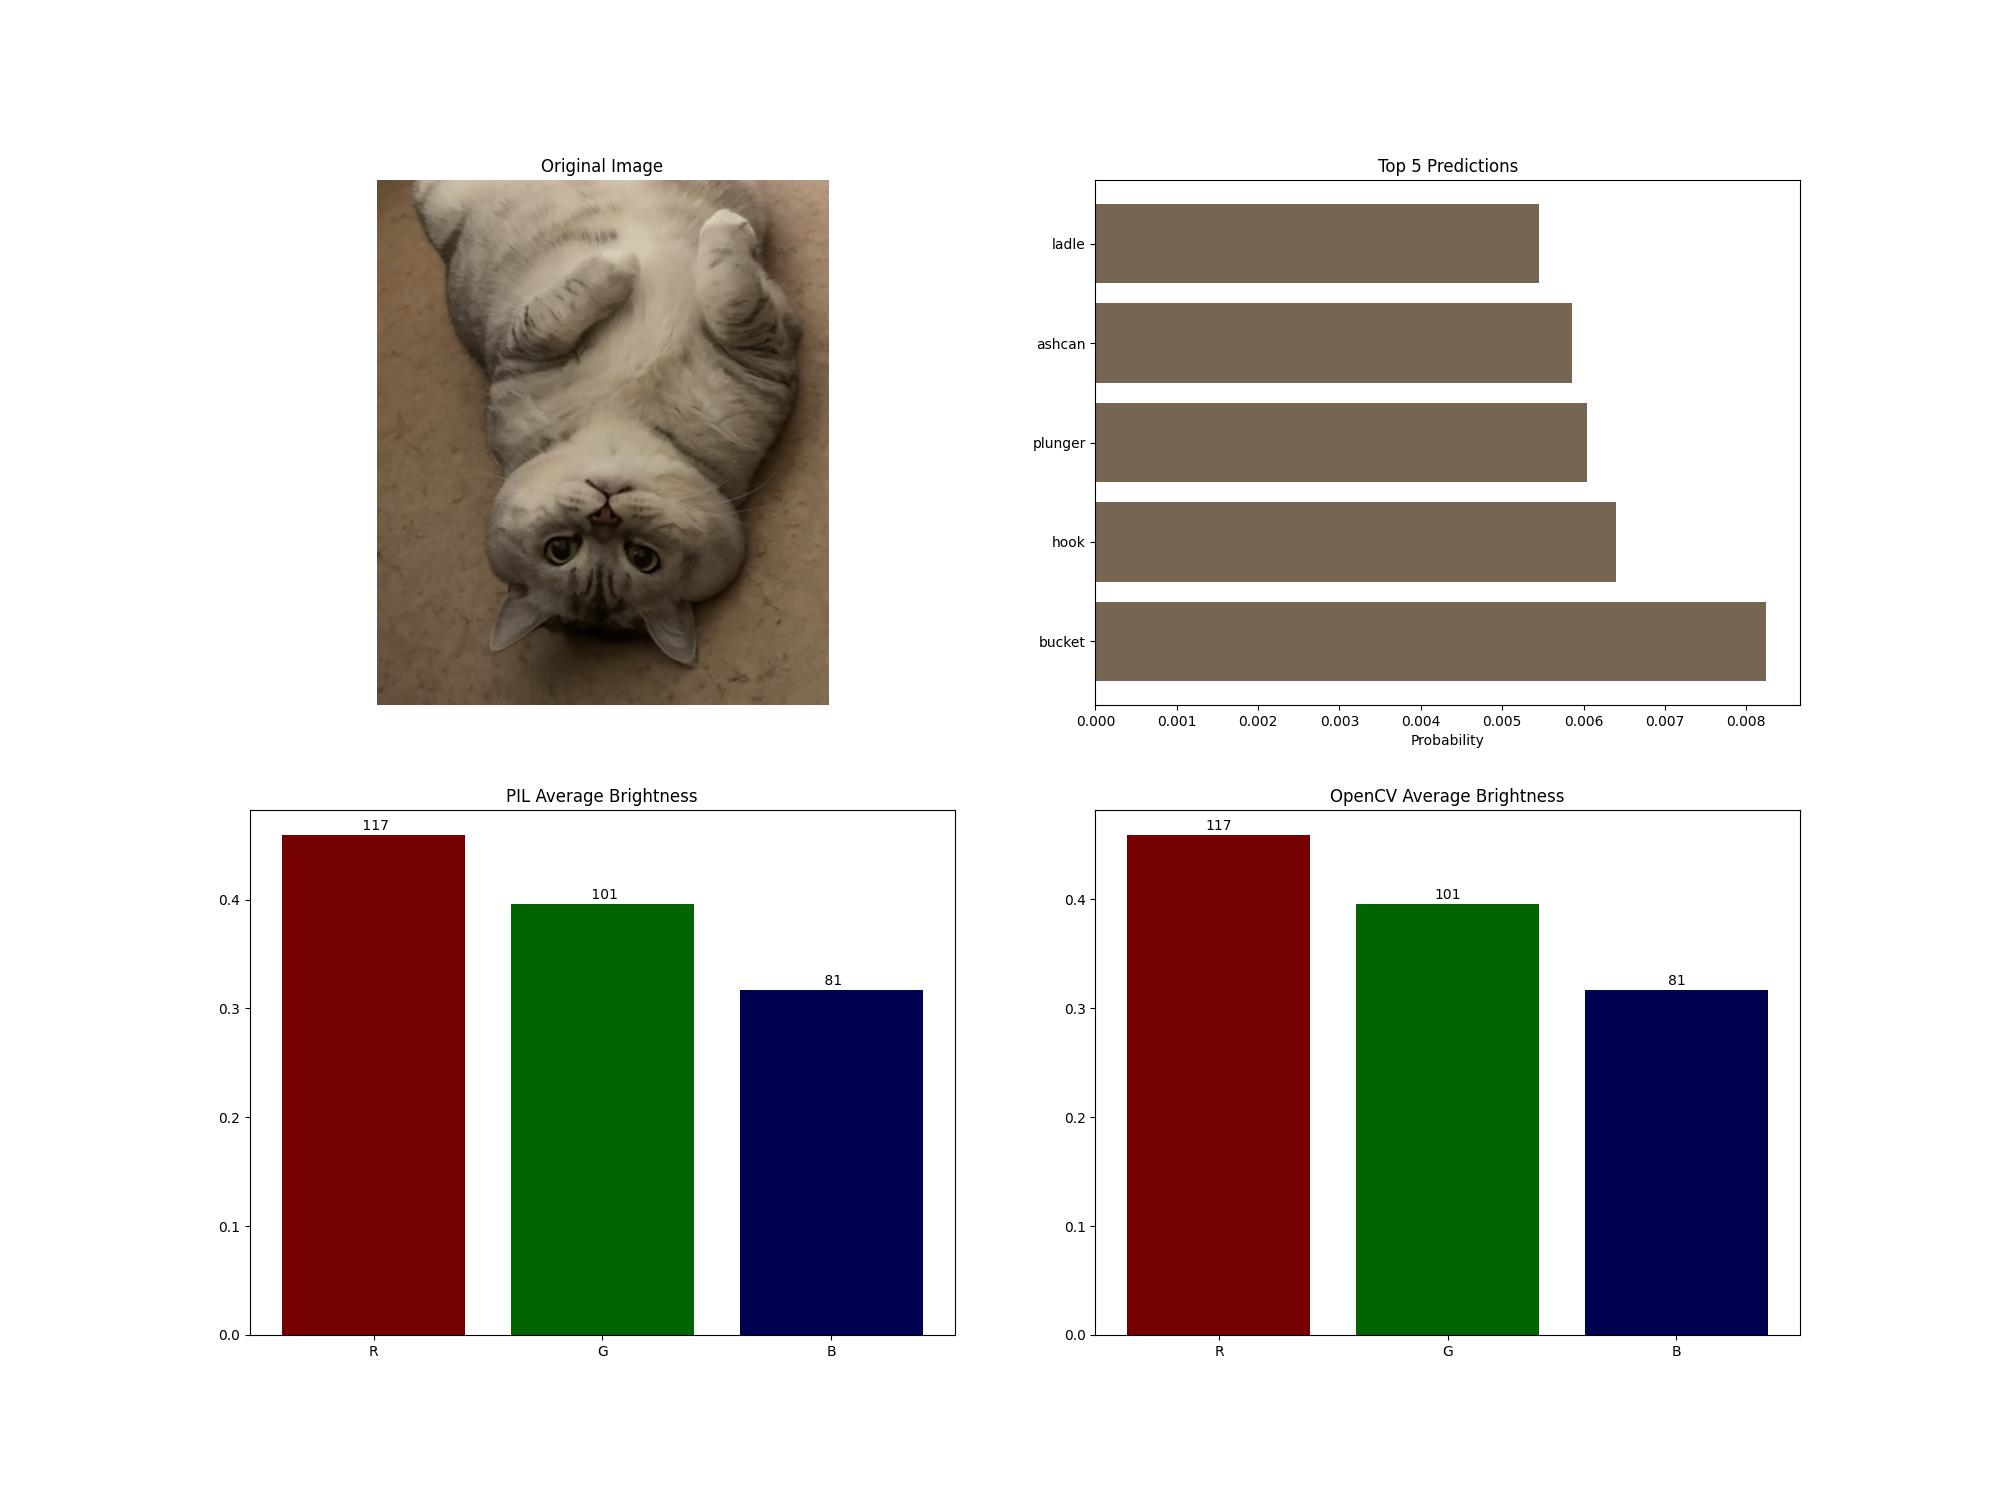 Original Image
Top 5 Predictions
ladle
ashcan
plunger
hook
bucket
0.000 0.001 0.002 0.003 0.004 0.005 0.006 0.007 0.008
Probability
PIL Average Brightness
117
101
81
0.4
0.3
0.2
0.1
0.0
R G B
OpenCV Average Brightness
117
101
81
0.4
0.3
0.2
0.1
0.0
R G B